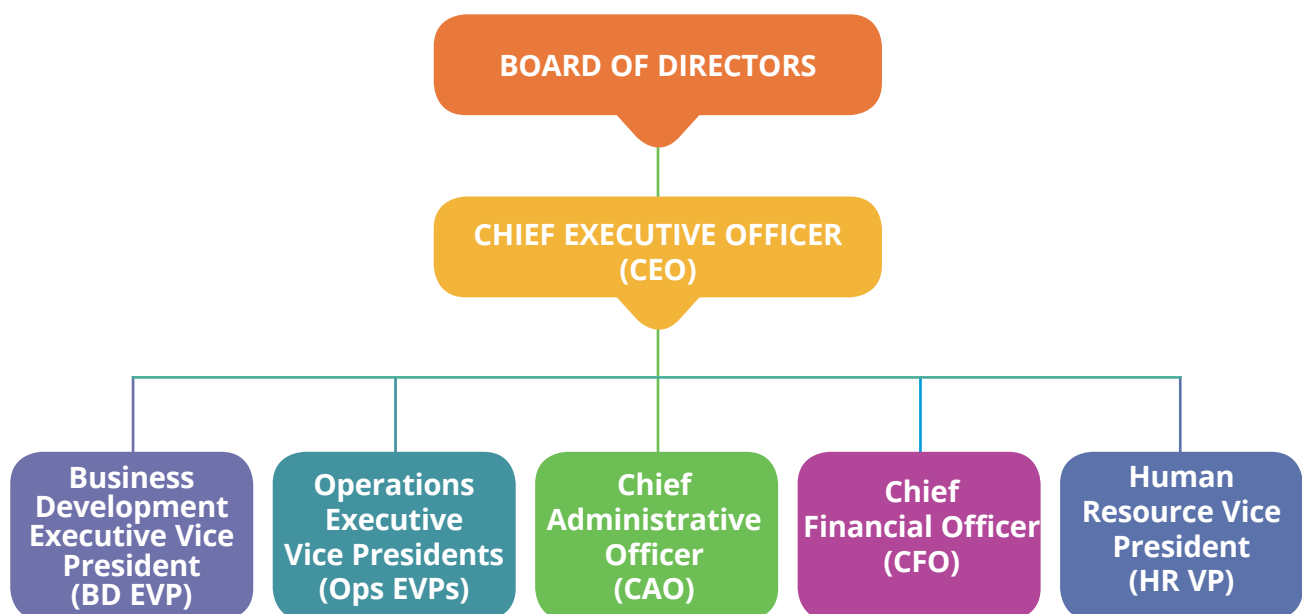 BOARD OF DIRECTORS
CHIEF EXECUTIVE OFFICER
(CEO)
Business
Development
Executive Vice
President
(BD EVP)
Operations
Executive
Vice Presidents
(Ops EVPs)
Chief
Administrative
Officer
(CAO)
Chief
Financial Officer
(CFO)
Human
Resource Vice
President
(HR VP)